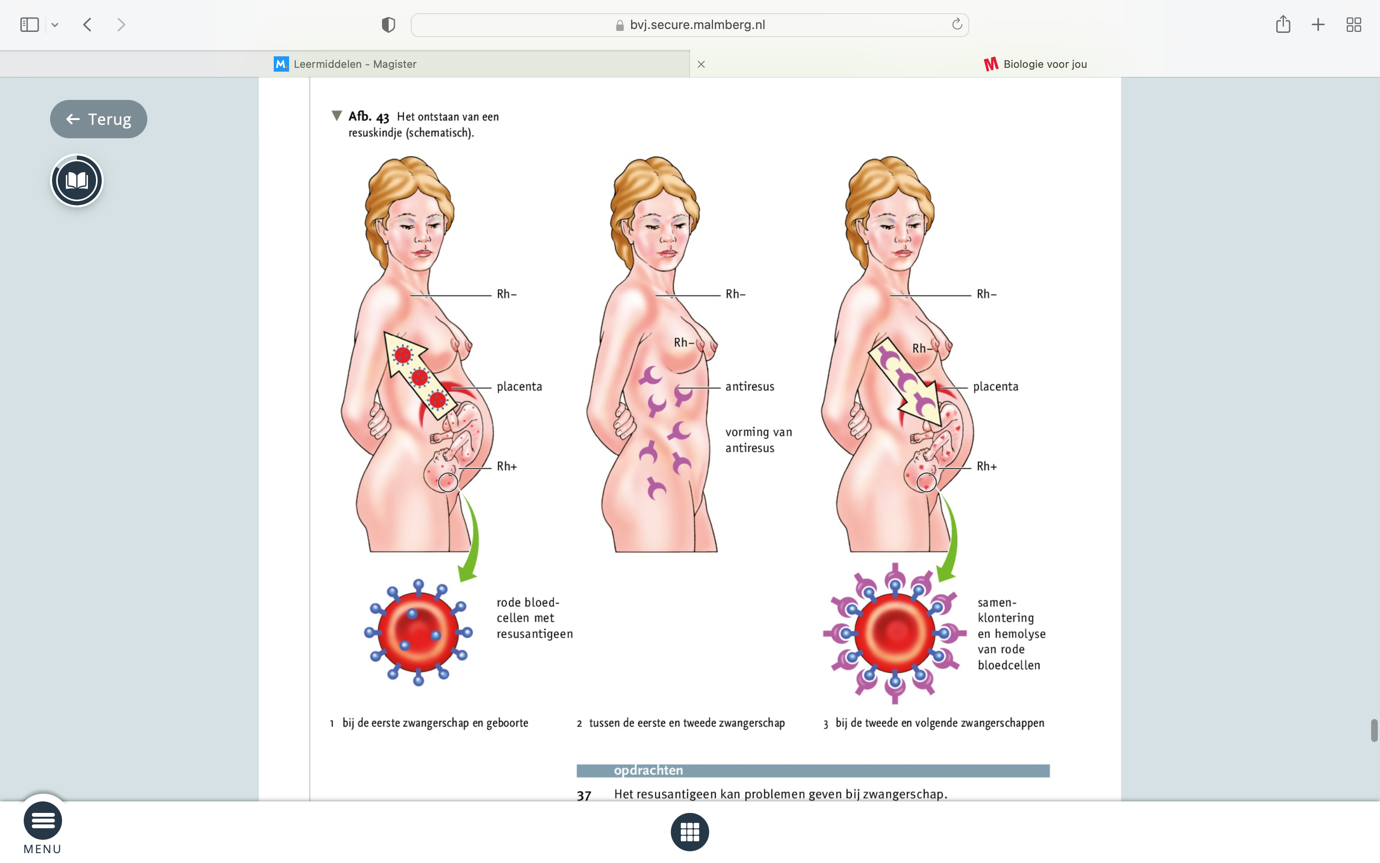 bvj.secure.malmberg.nl
M Leermiddelen – Magister
Biologie voor jou
← Terug
▼ Afb. 43 Het ontstaan van een
resuskindje (schematisch).
Rh–
placenta
Rh+
rode bloed-
cellen met
resusantigeen
1 bij de eerste zwangerschap en geboorte
Rh–
Rh–
antiresus
vorming van
antiresus
2 tussen de eerste en tweede zwangerschap
Rh–
Rh–
placenta
Rh+
samen-
klontering
en hemolyse
van rode
bloedcellen
3 bij de tweede en volgende zwangerschappen
opdrachten
37 Het resusantigeen kan problemen geven bij zwangerschap.
MENU